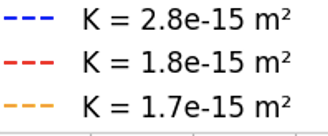 K = 2.8e-15 m²
K = 1.8e-15 m²
K = 1.7e-15 m²